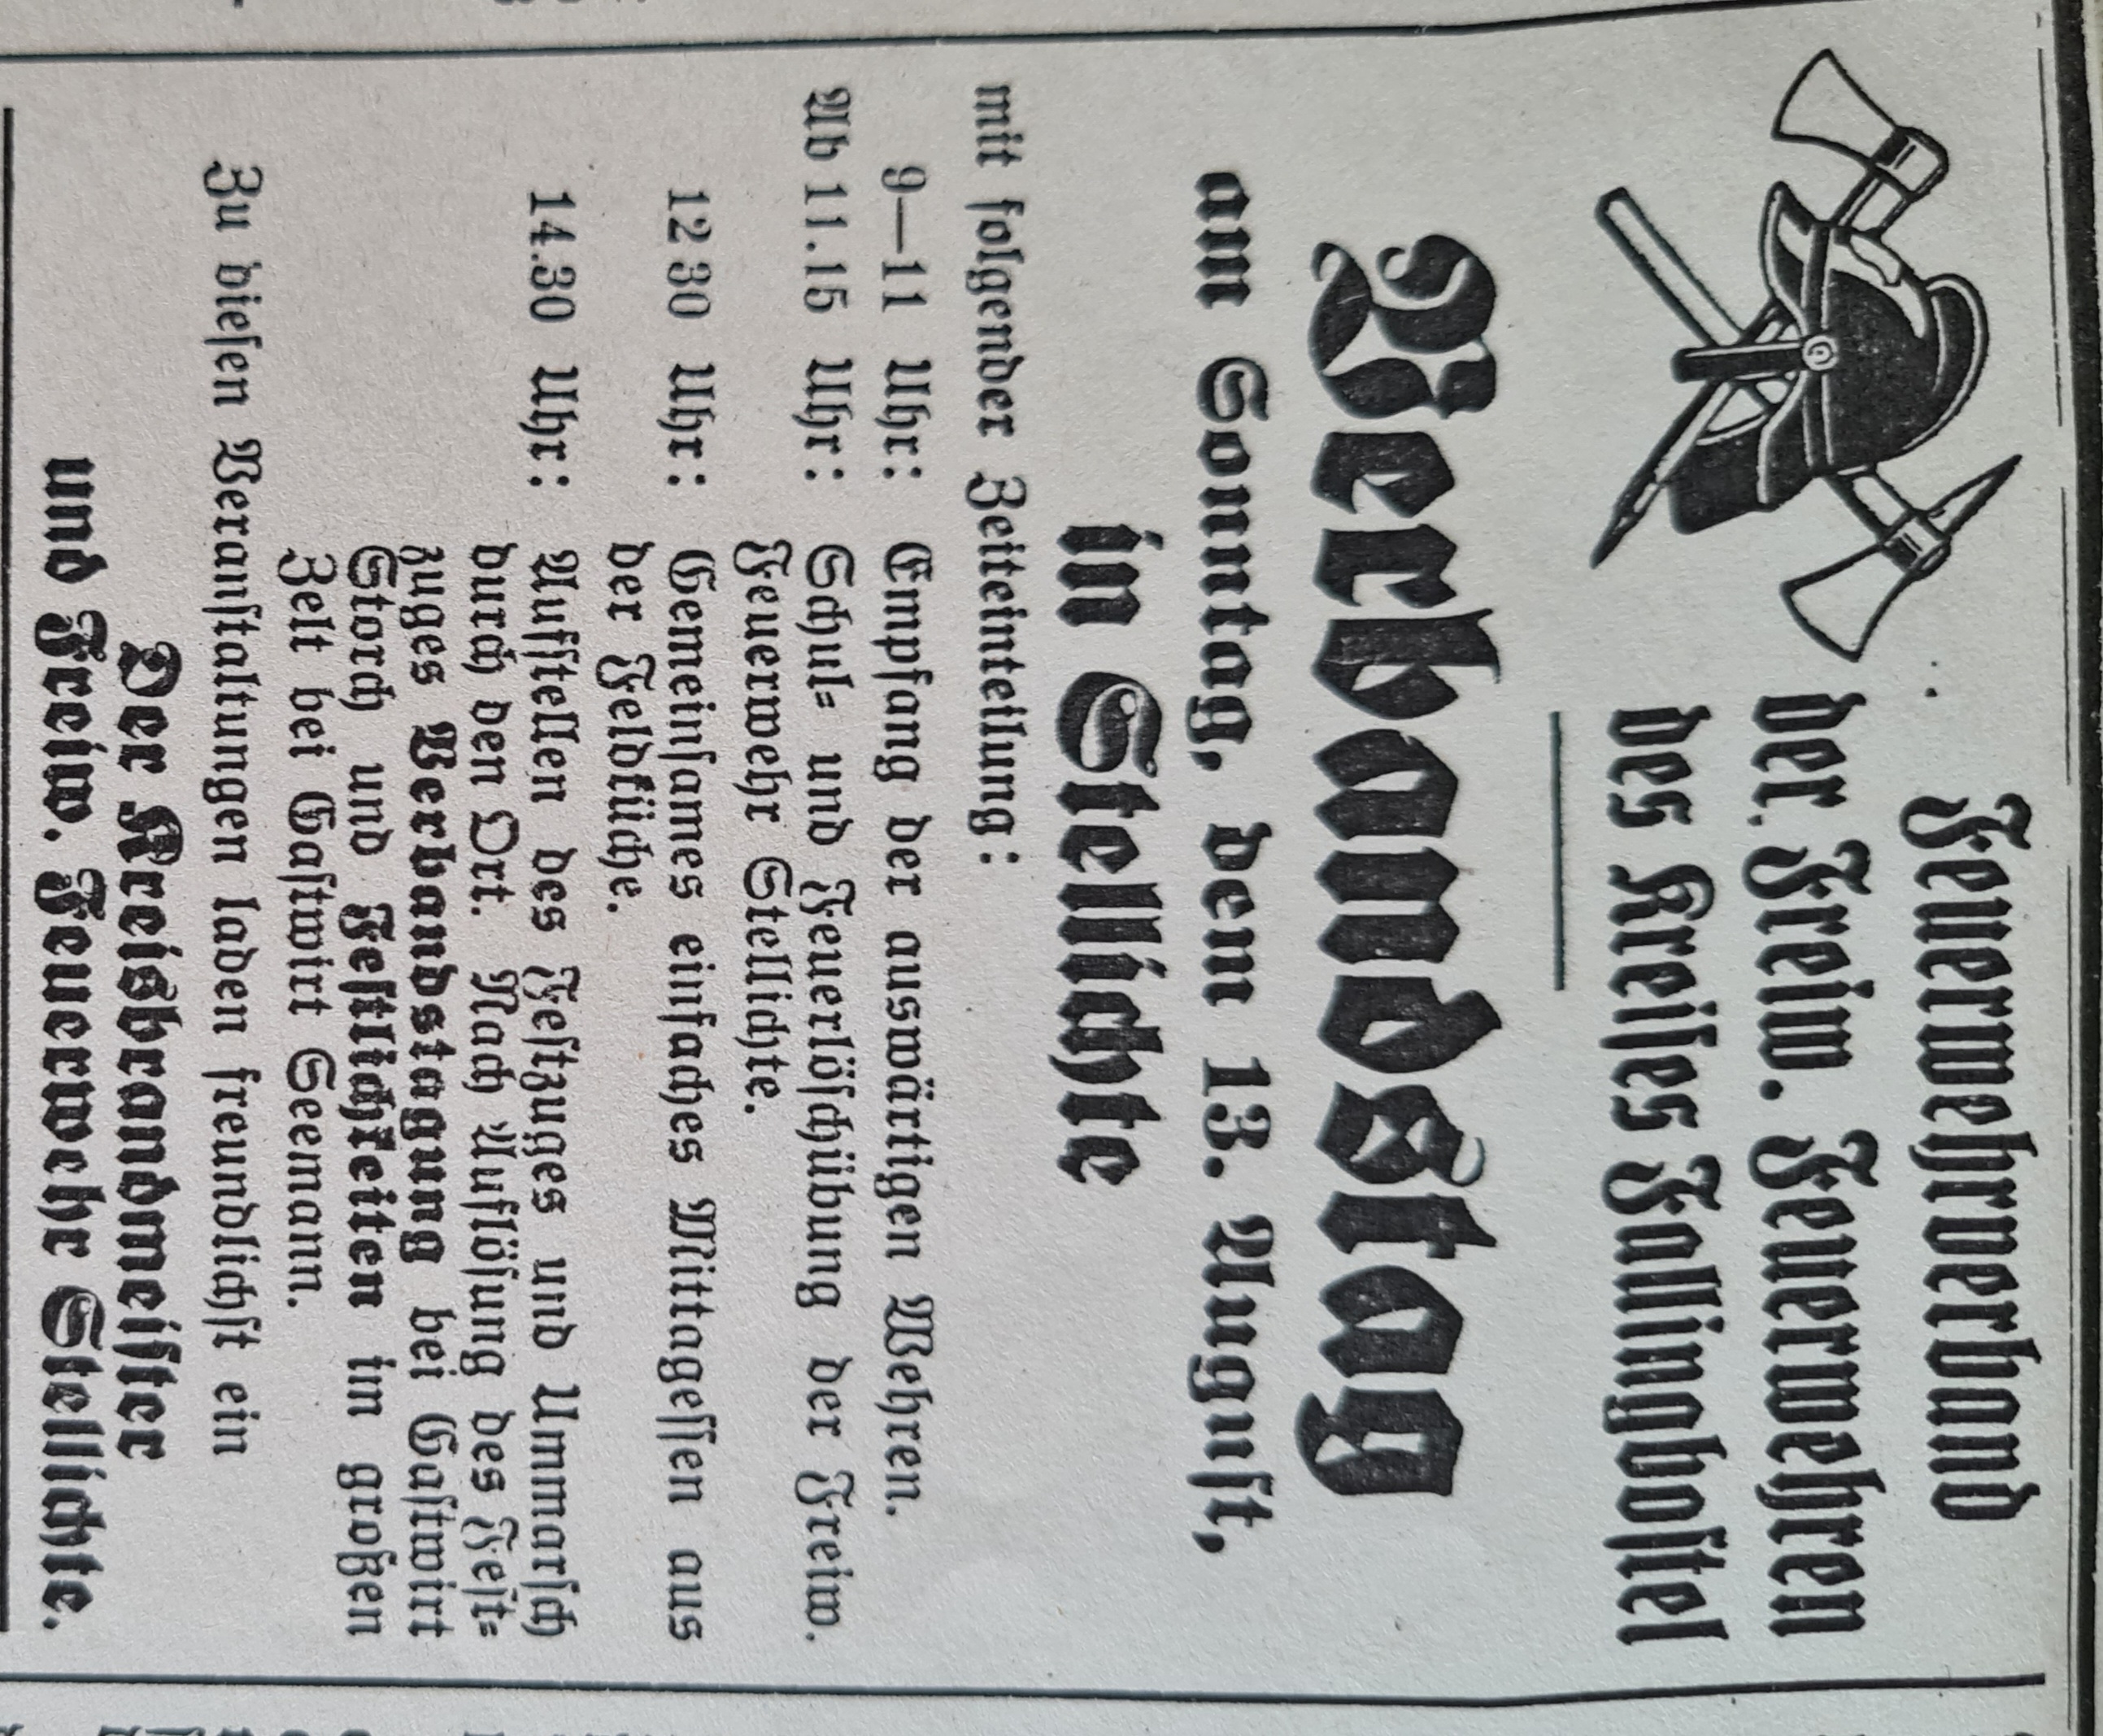 Feuerwehrverband
der Freiw. Feuerwehren
des Kreises Fallingbostel
Verbandstag
am Sonntag, dem 13. August,
in Stellichte
mit folgender Zeiteinteilung:
9—11 Uhr: Empfang der auswärtigen Wehren.
Ab 11.15 Uhr: Schul= und Feuerlöschübung der Freiw.
Feuerwehr Stellichte.
12 30 Uhr: Gemeinsames einfaches Mittagessen aus
der Feldküche.
14.30 Uhr: Aufstellen des Festzuges und Ummarsch
durch den Ort. Nach Auflösung des Fest=
zuges Verbandstagung bei Gastwirt
Storch und Festlichkeiten im großen
Zelt bei Gastwirt Seemann.
Zu diesen Veranstaltungen laden freundlichst ein
Der Kreisbrandmeister
und Freiw. Feuerwehr Stellichte.